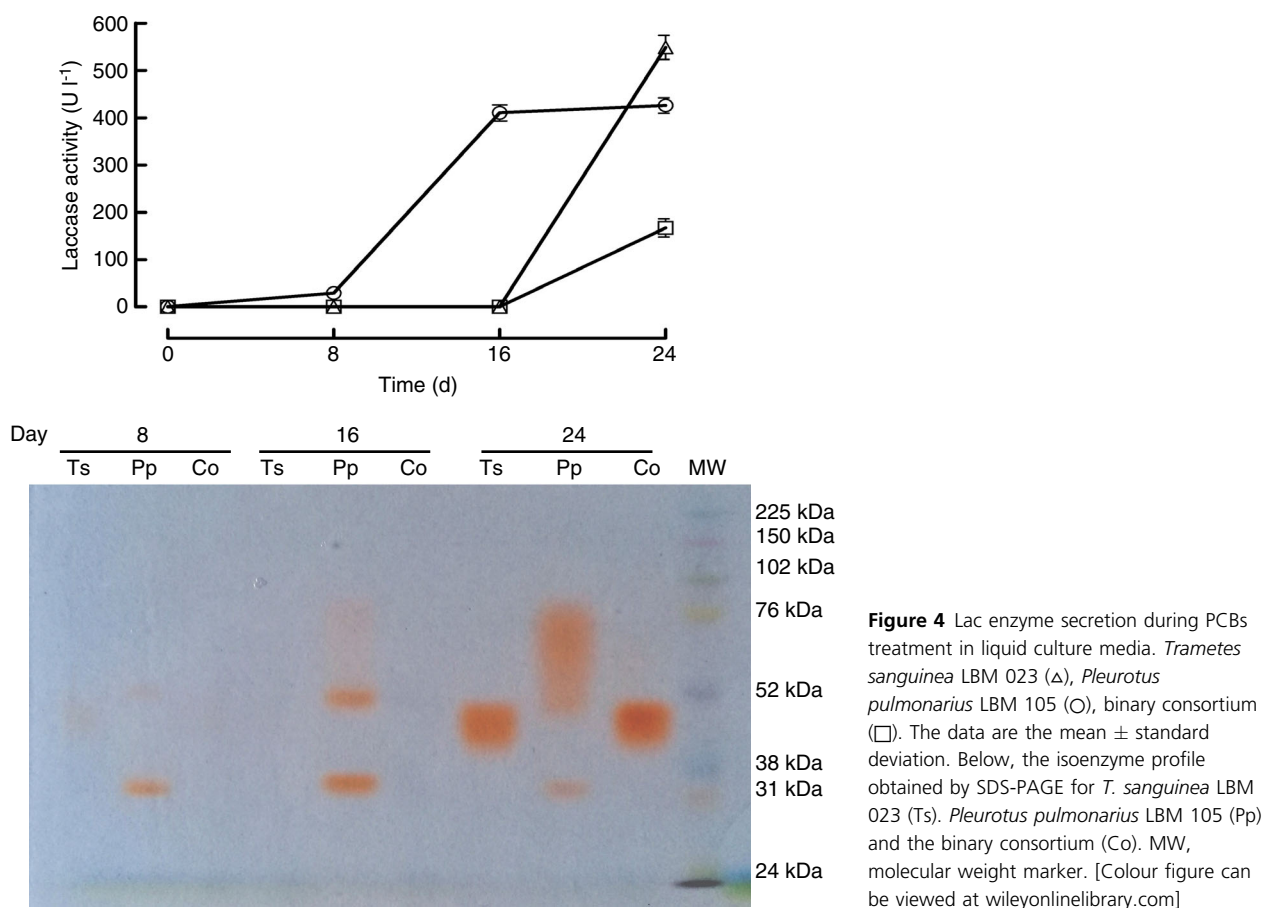 600
500
400
300
200
100
0
Laccase activity (U l-1)
0 8 16 24
Time (d)
Day 8 16 24
Ts Pp Co Ts Pp Co Ts Pp Co MW
225 kDa
150 kDa
102 kDa
76 kDa
52 kDa
38 kDa
31 kDa
24 kDa
Figure 4 Lac enzyme secretion during PCBs
treatment in liquid culture media. Trametes
sanguinea LBM 023 (△), Pleurotus
pulmonarius LBM 105 (○), binary consortium
(□). The data are the mean ± standard
deviation. Below, the isoenzyme profile
obtained by SDS-PAGE for T. sanguinea LBM
023 (Ts). Pleurotus pulmonarius LBM 105 (Pp)
and the binary consortium (Co). MW,
molecular weight marker. [Colour figure can
be viewed at wileyonlinelibrary.com]